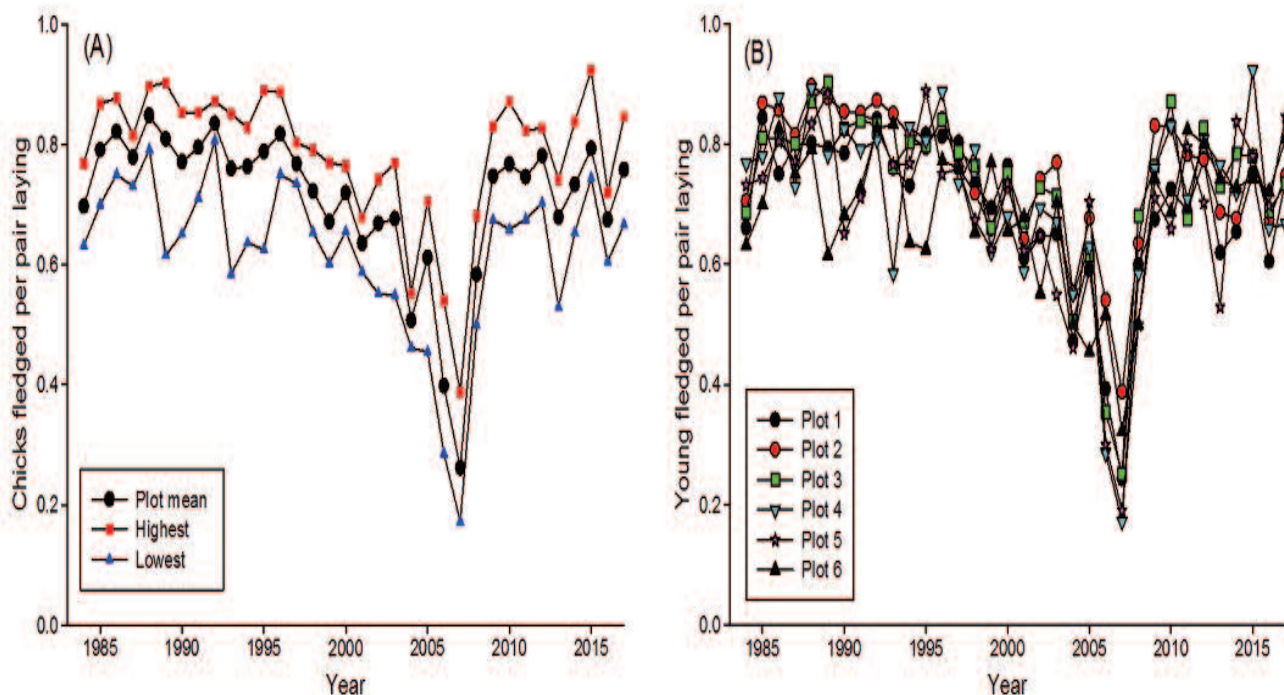 (A)
Chicks fledged per pair laying
1.0
0.8
0.6
0.4
0.2
0.0
Plot mean
Highest
Lowest
1985 1990 1995 2000 2005 2010 2015
Year
(B)
Young fledged per pair laying
1.0
0.8
0.6
0.4
0.2
0.0
Plot 1
Plot 2
Plot 3
Plot 4
Plot 5
Plot 6
1985 1990 1995 2000 2005 2010 2015
Year